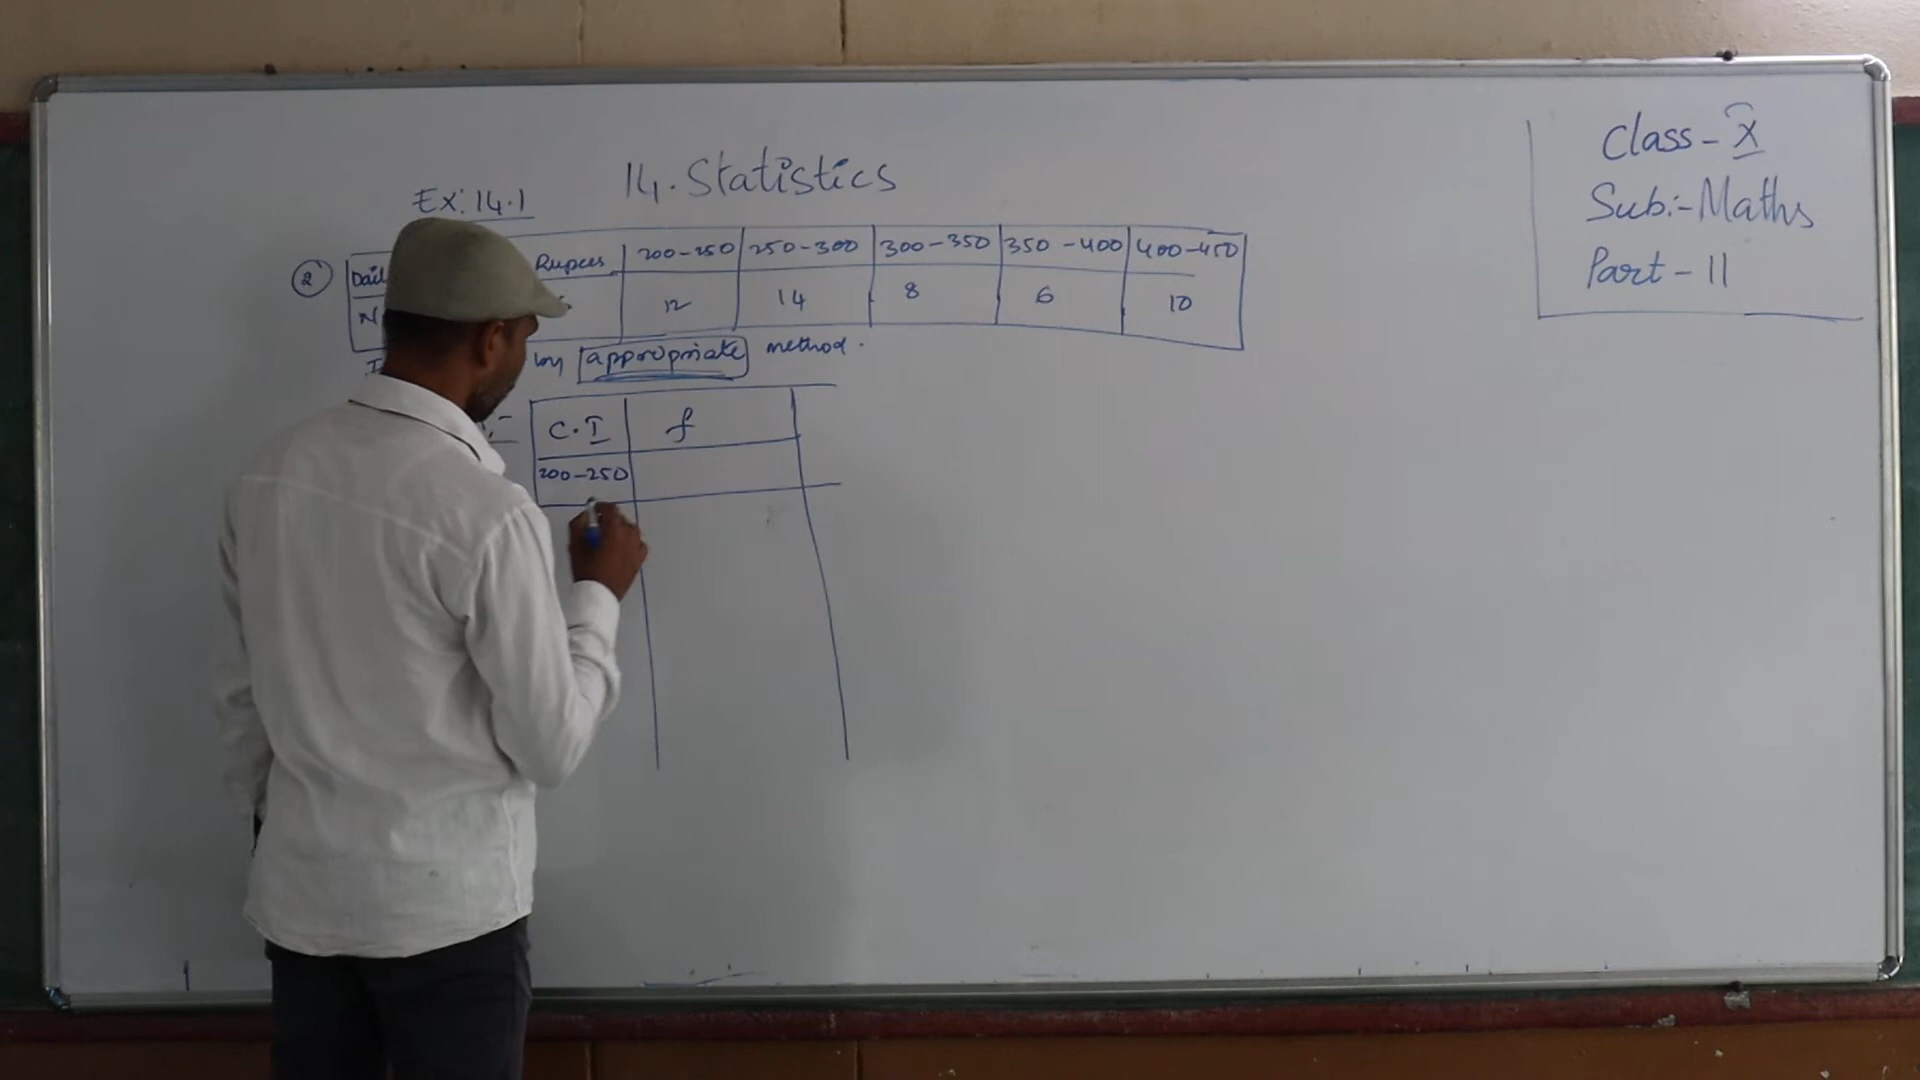 14. Statistics
Ex: 14.1
Class - X
Sub:- Maths
Part - 11
2 Rupees 200-250 250-300 300-350 350-400 400-450
12 14 8 6 10
by appropriate method.
C.I f
200-250